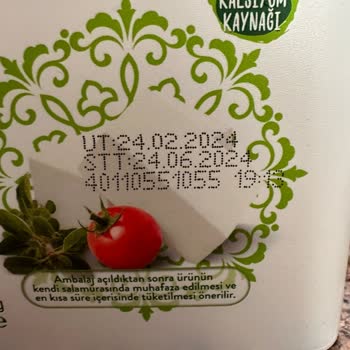 KALSİYUM
KAYNAĞI
ÜT:24.02.2024
STT:24.06.2024
40110551055 19:13
Ambalaj açıldıktan sonra ürünün
kendi salamurasında muhafaza edilmesi ve
en kısa süre içerisinde tüketilmesi önerilir.